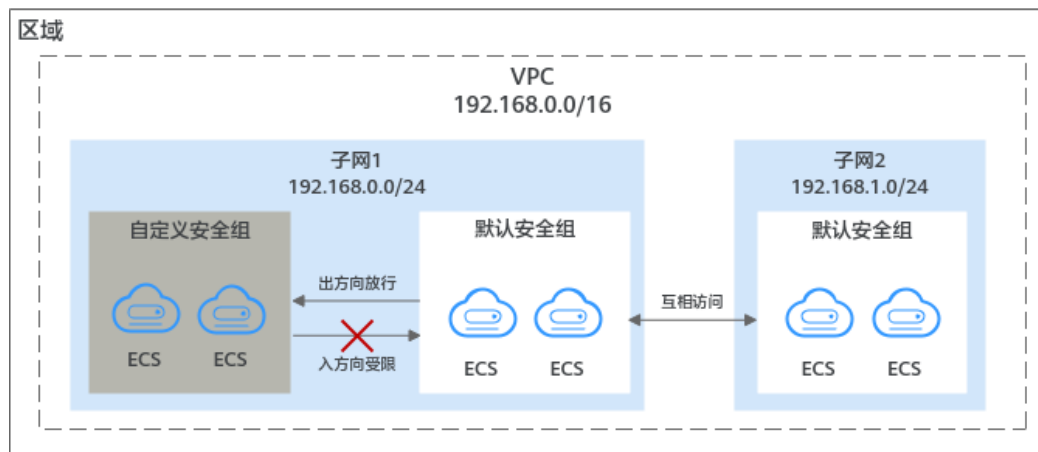 区域
VPC
192.168.0.0/16
子网1
192.168.0.0/24
子网2
192.168.1.0/24
自定义安全组
默认安全组
默认安全组
出方向放行
互相访问
入方向受限
ECS
ECS
ECS
ECS
ECS
ECS